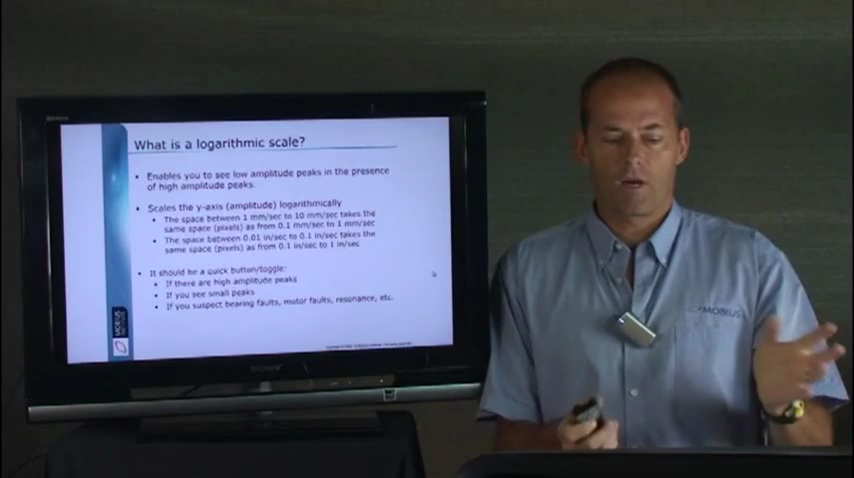 What is a logarithmic scale?
• Enables you to see low amplitude peaks in the presence
of high amplitude peaks.
• Scales the y-axis (amplitude) logarithmically
• The space between 1 mm/sec to 10 mm/sec takes the
same space (pixels) as from 0.1 mm/sec to 1 mm/sec
• The space between 0.01 in/sec to 0.1 in/sec takes the
same space (pixels) as from 0.1 in/sec to 1 in/sec
• It should be a quick button/toggle:
• If there are high amplitude peaks
• If you see small peaks
• If you suspect bearing faults, motor faults, resonance, etc.
MOBIUS
SONY
MOBIUS